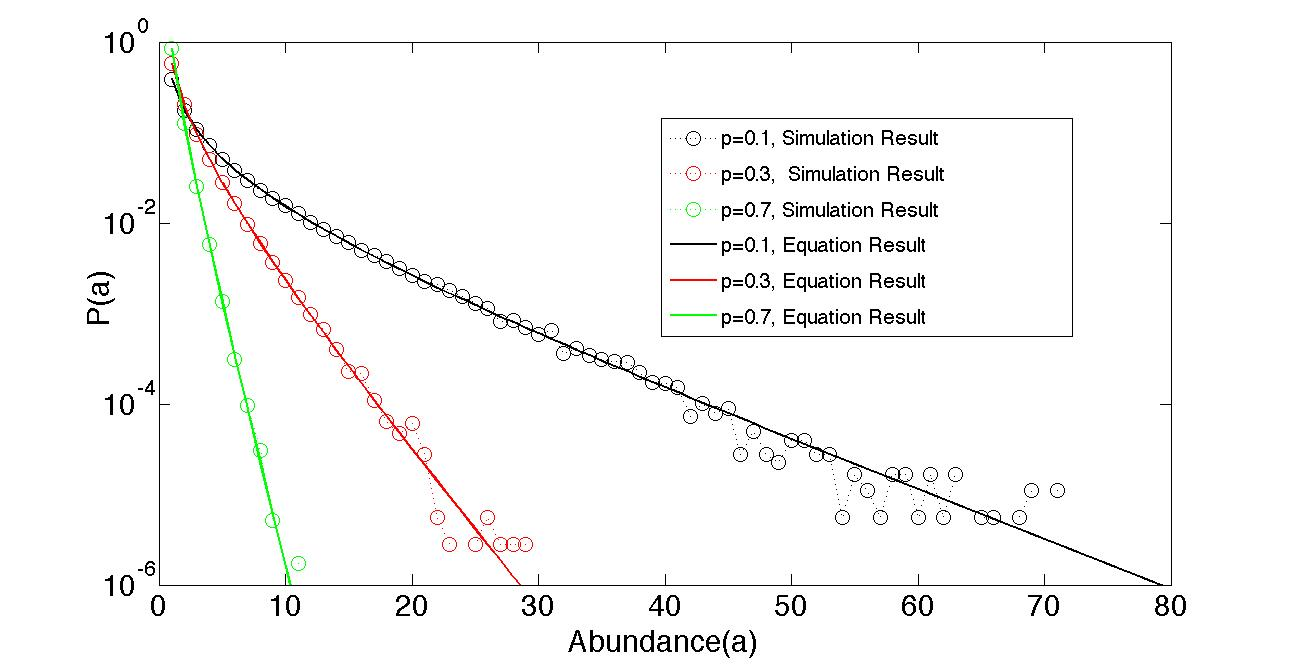 10^0
10^-2
10^-4
10^-6
P(a)
p=0.1, Simulation Result
p=0.3, Simulation Result
p=0.7, Simulation Result
p=0.1, Equation Result
p=0.3, Equation Result
p=0.7, Equation Result
0 10 20 30 40 50 60 70 80
Abundance(a)